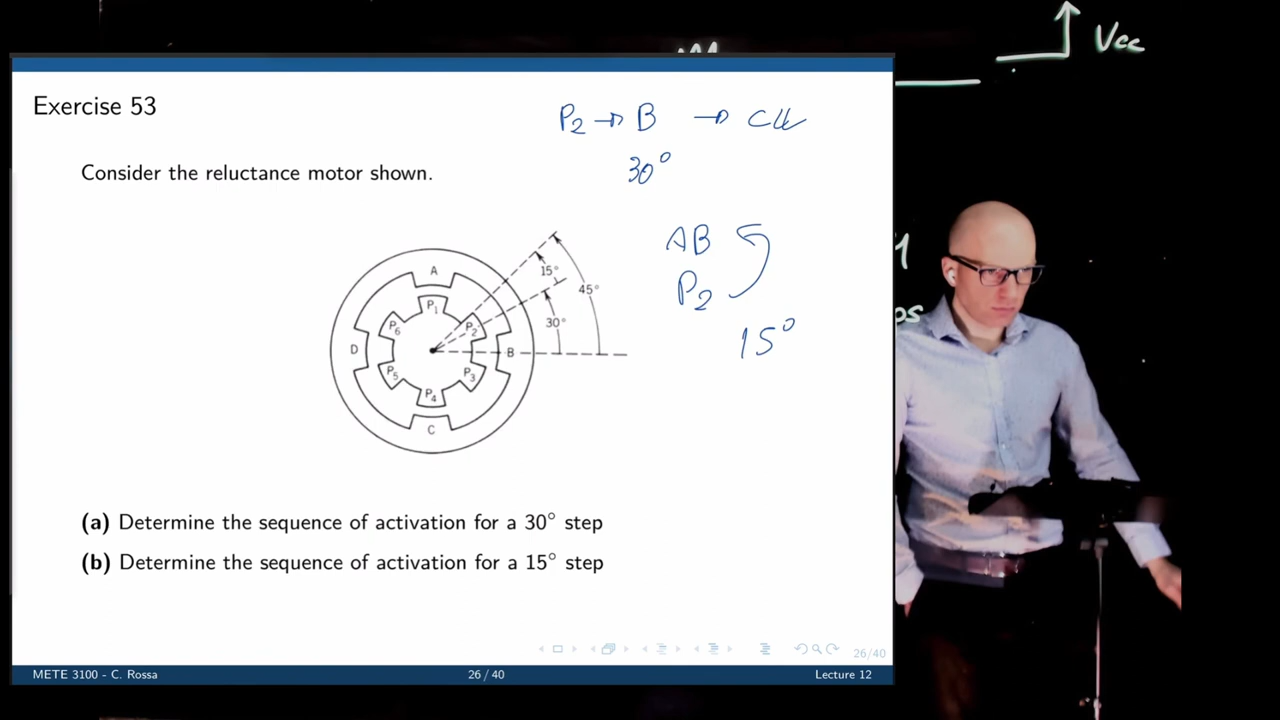 Vcc
Exercise 53
P₂ → B → CW
Consider the reluctance motor shown.
30°
AB
P₂
15°
A
15°
45°
30°
P₁
P₂
P₃
P₄
P₅
P₆
D
B
C
(a) Determine the sequence of activation for a 30° step
(b) Determine the sequence of activation for a 15° step
26/40
METE 3100 - C. Rossa
26 / 40
Lecture 12